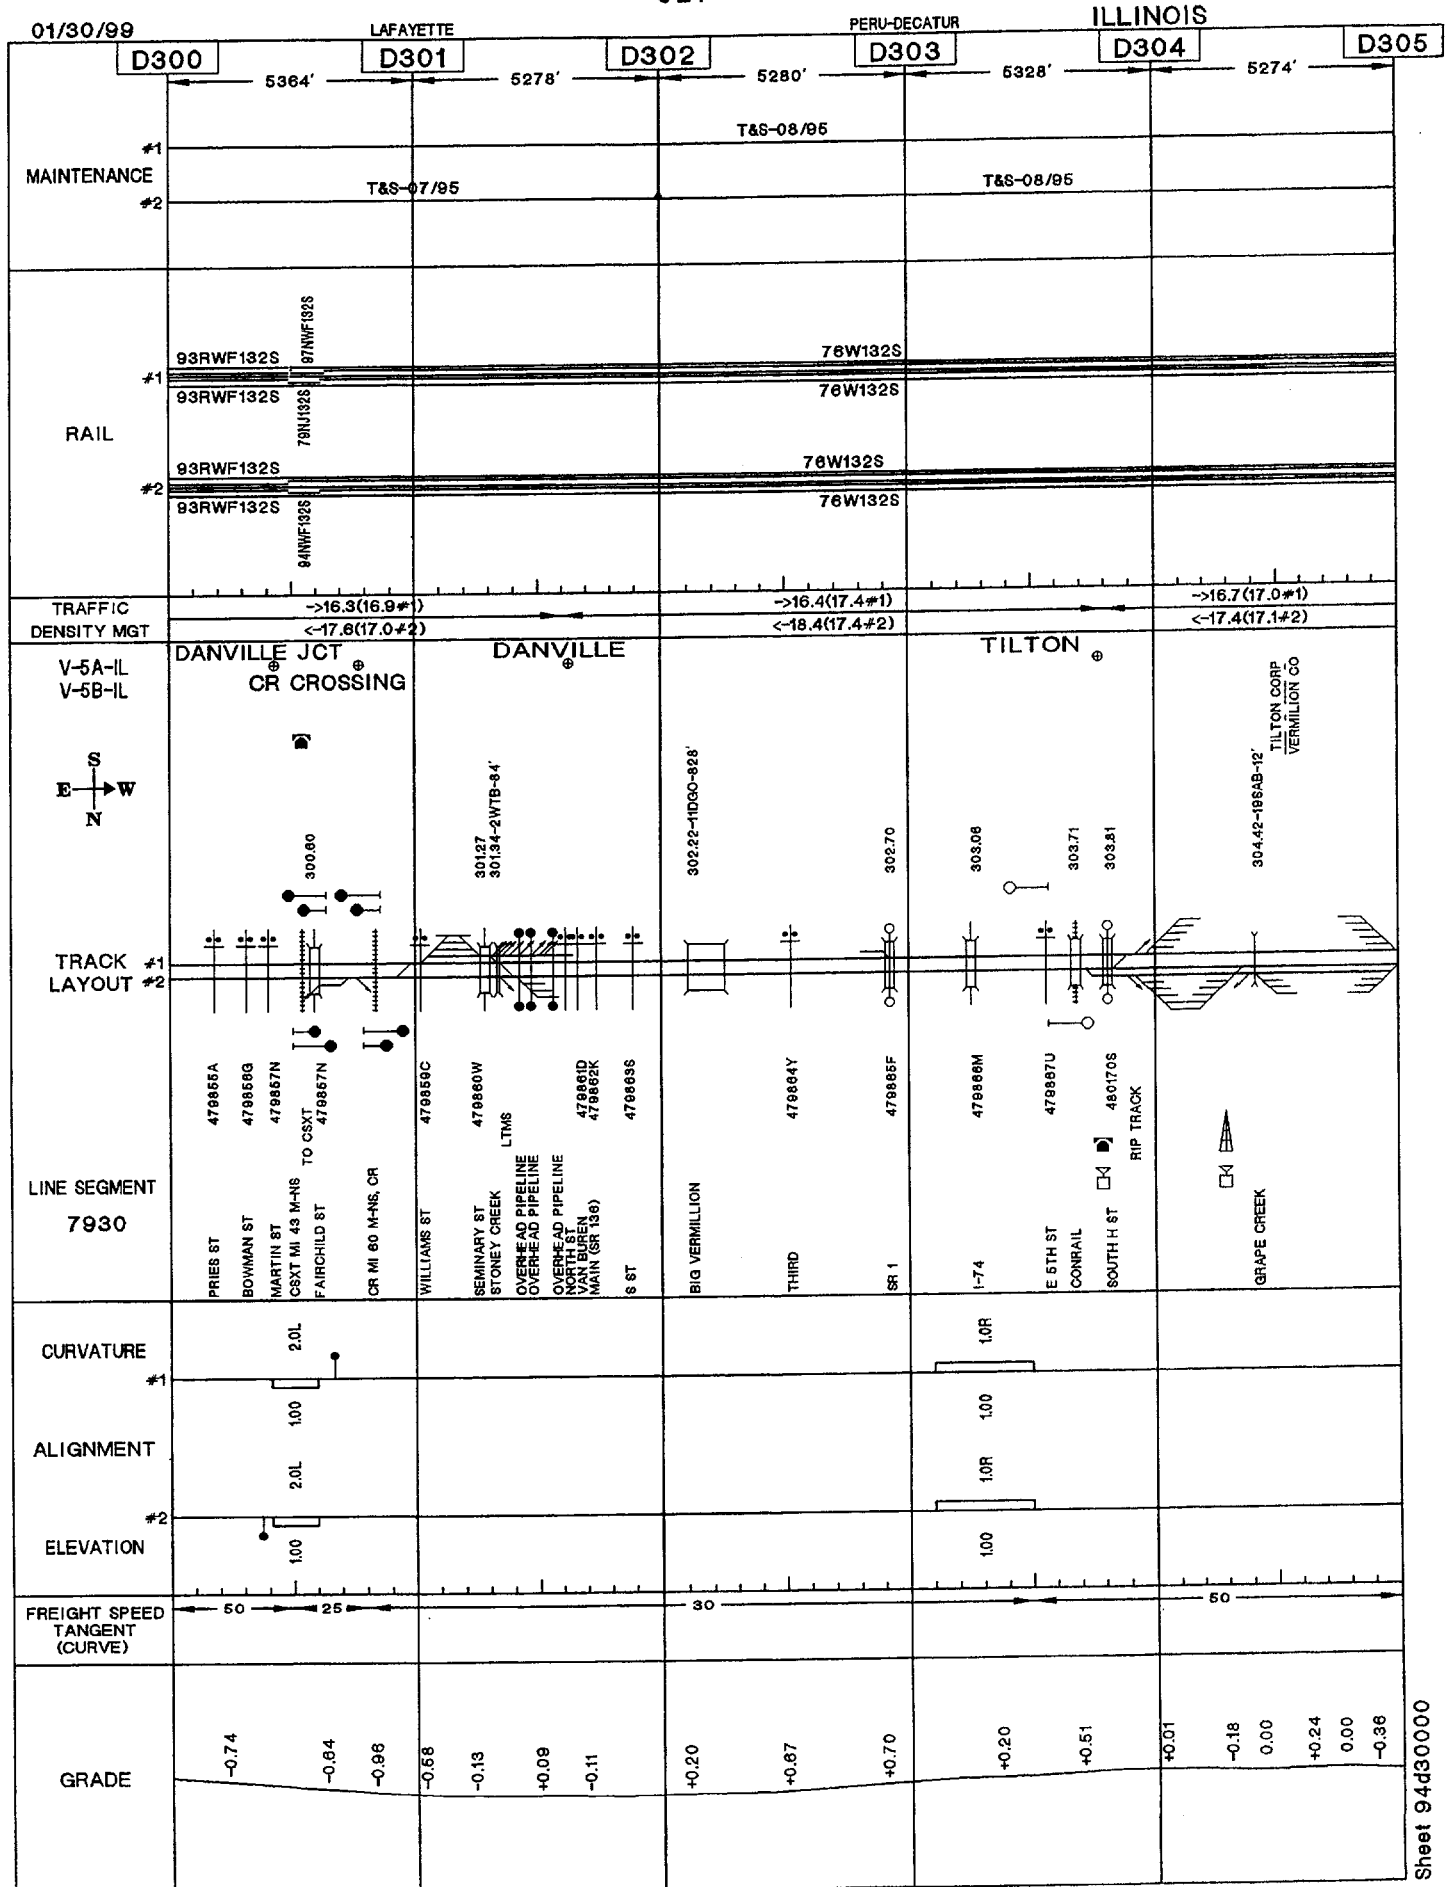 01/30/99
LAFAYETTE
PERU-DECATUR
ILLINOIS
D300
D301
D302
D303
D304
D305
5364'
5278'
5280'
5328'
5274'
MAINTENANCE
#1
T&S-08/95
#2
T&S-07/95
T&S-08/95
RAIL
#1
93RWF132S
97NWF132S
76W132S
93RWF132S
79NJ132S
76W132S
#2
93RWF132S
76W132S
93RWF132S
94NWF132S
76W132S
TRAFFIC
DENSITY MGT
->16.3(16.9#1)
->16.4(17.4#1)
->16.7(17.0#1)
<-17.6(17.0#2)
<-18.4(17.4#2)
<-17.4(17.1#2)
V-5A-IL
V-5B-IL
DANVILLE JCT
CR CROSSING
DANVILLE
TILTON
S
E
W
N
300.60
301.27
301.34-2WTB-84'
302.22-11DGO-828'
302.70
303.06
303.71
303.81
304.42-19SAB-12'
TILTON CORP
VERMILION CO
TRACK #1
LAYOUT #2
479855A
479856G
479857N
TO CSXT
479857N
479859C
479860W
LTMS
479861D
479862K
479863S
479864Y
479865F
479866M
479867U
480170S
RIP TRACK
LINE SEGMENT
7930
PRIES ST
BOWMAN ST
MARTIN ST
CSXT MI 43 M-NS
FAIRCHILD ST
CR MI 60 M-NS, CR
WILLIAMS ST
SEMINARY ST
STONEY CREEK
OVERHEAD PIPELINE
OVERHEAD PIPELINE
OVERHEAD PIPELINE
NORTH ST
VAN BUREN
MAIN (SR 136)
S ST
BIG VERMILLION
THIRD
SR 1
I-74
E 5TH ST
CONRAIL
SOUTH H ST
GRAPE CREEK
CURVATURE
#1
2.0L
1.0R
1.00
1.00
ALIGNMENT
2.0L
1.0R
#2
ELEVATION
1.00
1.00
FREIGHT SPEED
TANGENT
(CURVE)
50
25
30
50
GRADE
-0.74
-0.64
-0.96
-0.58
-0.13
+0.09
-0.11
+0.20
+0.67
+0.70
+0.20
+0.51
+0.01
-0.18
0.00
+0.24
0.00
-0.36
Sheet 94d30000